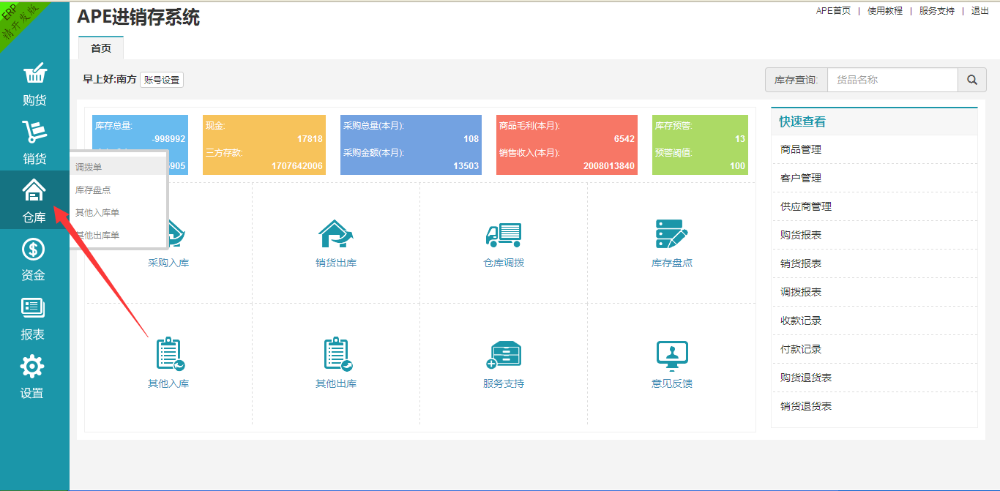 ERP
精开发版
APE进销存系统
APE首页 | 使用教程 | 服务支持 | 退出
首页
早上好:南方 账号设置
库存查询: 货品名称
购货
销货
仓库
资金
报表
设置
调拨单
库存盘点
其他入库单
其他出库单
库存总量:
-998992
905
现金:
17818
三方存款:
1707642006
采购总量(本月):
108
采购金额(本月):
13503
商品毛利(本月):
6542
销售收入(本月):
2008013840
库存预警:
13
预警阈值:
100
采购入库
销货出库
仓库调拨
库存盘点
其他入库
其他出库
服务支持
意见反馈
快速查看
商品管理
客户管理
供应商管理
购货报表
销货报表
调拨报表
收款记录
付款记录
购货退货表
销货退货表